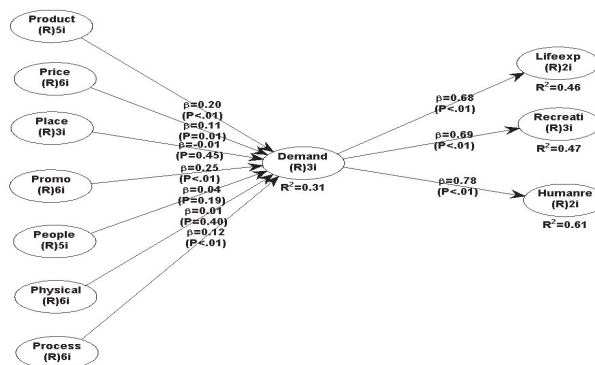 Product
(R)5i
Price
(R)6i
Place
(R)3i
Promo
(R)6i
People
(R)5i
Physical
(R)6i
Process
(R)6i
β=0.20
(P<.01)
β=0.11
(P=0.01)
β=-0.01
(P=0.45)
β=0.25
(P<.01)
β=0.04
(P=0.19)
β=0.01
(P=0.40)
β=0.12
(P<.01)
Demand
(R)3i
R²=0.31
β=0.68
(P<.01)
β=0.69
(P<.01)
β=0.78
(P<.01)
Lifeexp
(R)2i
R²=0.46
Recreati
(R)3i
R²=0.47
Humanre
(R)2i
R²=0.61